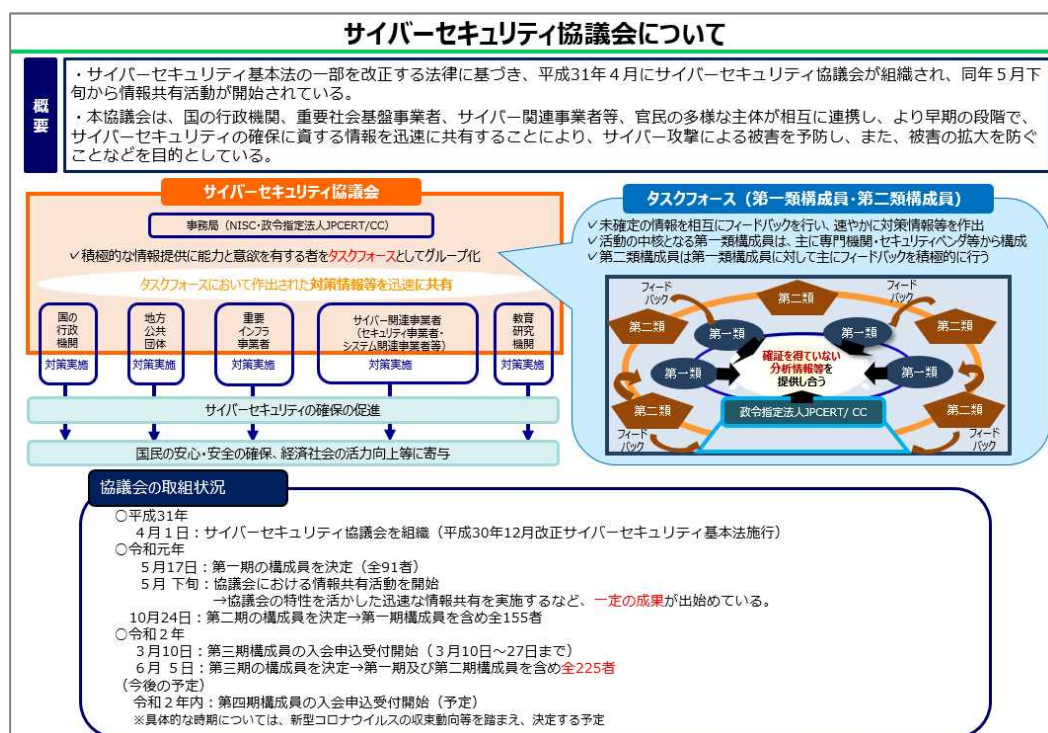 サイバーセキュリティ協議会について
概要
・サイバーセキュリティ基本法の一部を改正する法律に基づき、平成31年４月にサイバーセキュリティ協議会が組織され、同年５月下
旬から情報共有活動が開始されている。
・本協議会は、国の行政機関、重要社会基盤事業者、サイバー関連事業者等、官民の多様な主体が相互に連携し、より早期の段階で、
サイバーセキュリティの確保に資する情報を迅速に共有することにより、サイバー攻撃による被害を予防し、また、被害の拡大を防ぐ
ことなどを目的としている。
サイバーセキュリティ協議会
事務局（NISC・政令指定法人JPCERT/CC）
✓積極的な情報提供に能力と意欲を有する者をタスクフォースとしてグループ化
タスクフォースにおいて作出された対策情報等を迅速に共有
国の
行政
機関
対策実施
地方
公共
団体
対策実施
重要
インフラ
事業者
対策実施
サイバー関連事業者
（セキュリティ事業者・
システム関連事業者等）
対策実施
教育
研究
機関
対策実施
サイバーセキュリティの確保の促進
国民の安心・安全の確保、経済社会の活力向上等に寄与
タスクフォース（第一類構成員・第二類構成員）
✓未確定の情報を相互にフィードバックを行い、速やかに対策情報等を作出
✓活動の中核となる第一類構成員は、主に専門機関・セキュリティベンダ等から構成
✓第二類構成員は第一類構成員に対して主にフィードバックを積極的に行う
フィード
バック
第二類
フィード
バック
第二類
第一類
第一類
第二類
第一類
確証を得ていない
分析情報等を
提供し合う
第一類
第二類
政令指定法人JPCERT/ CC
第二類
フィード
バック
フィード
バック
協議会の取組状況
○平成31年
４月１日：サイバーセキュリティ協議会を組織（平成30年12月改正サイバーセキュリティ基本法施行）
○令和元年
５月17日：第一期の構成員を決定（全91者）
５月 下旬：協議会における情報共有活動を開始
→協議会の特性を活かした迅速な情報共有を実施するなど、一定の成果が出始めている。
10月24日：第二期の構成員を決定→第一期構成員を含め全155者
○令和２年
３月10日：第三期構成員の入会申込受付開始（３月10日～27日まで）
６月 ５日：第三期の構成員を決定→第一期及び第二期構成員を含め全225者
（今後の予定）
令和２年内：第四期構成員の入会申込受付開始（予定）
※具体的な時期については、新型コロナウイルスの収束動向等を踏まえ、決定する予定